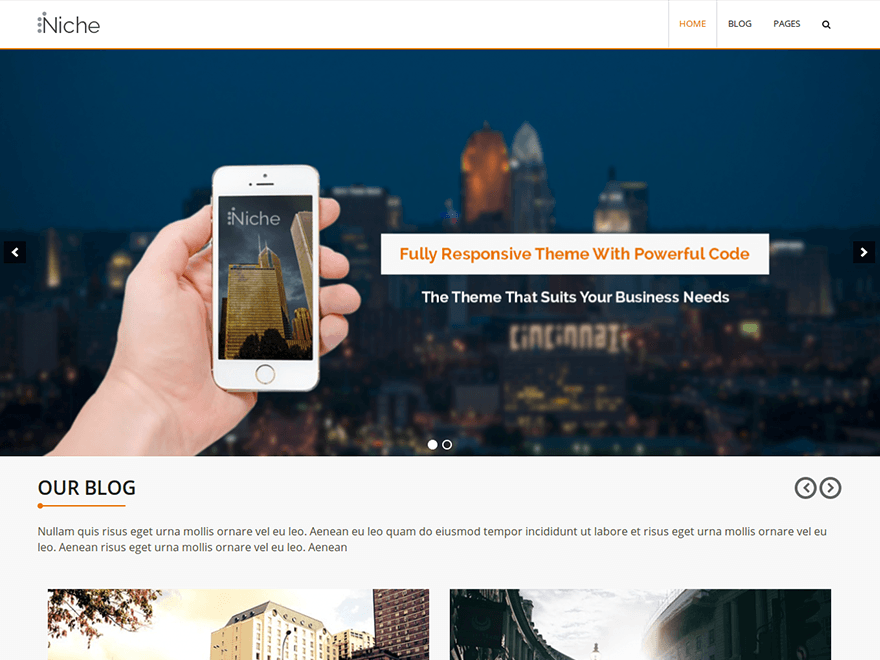 Niche
HOME BLOG PAGES
Niche
Fully Responsive Theme With Powerful Code
The Theme That Suits Your Business Needs
CINCINNATI
OUR BLOG
Nullam quis risus eget urna mollis ornare vel eu leo. Aenean eu leo quam do eiusmod tempor incididunt ut labore et risus eget urna mollis ornare vel eu
leo. Aenean risus eget urna mollis ornare vel eu leo. Aenean